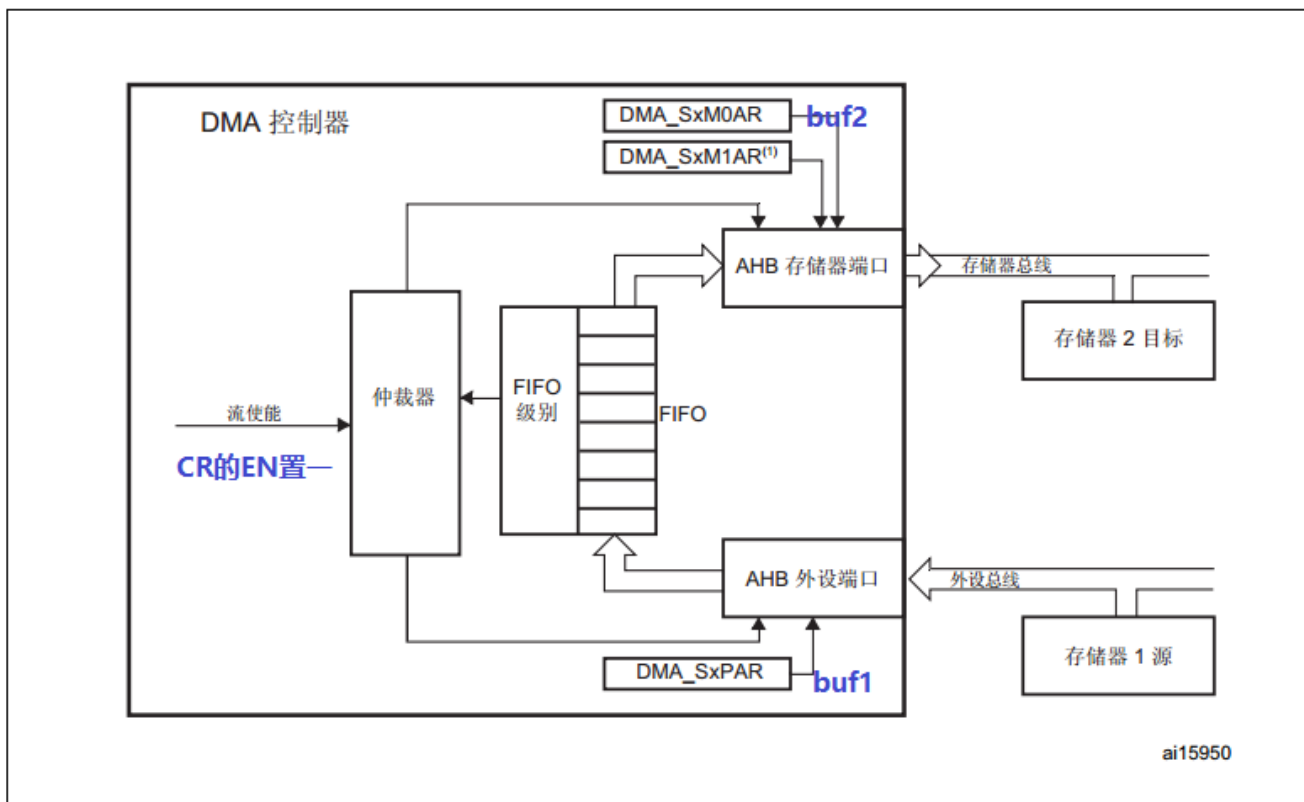 DMA 控制器
DMA_SxM0AR
buf2
DMA_SxM1AR(1)
AHB 存储器端口
存储器总线
存储器 2 目标
仲裁器
FIFO
级别
FIFO
流使能
CR的EN置一
AHB 外设端口
外设总线
存储器 1 源
DMA_SxPAR
buf1
ai15950